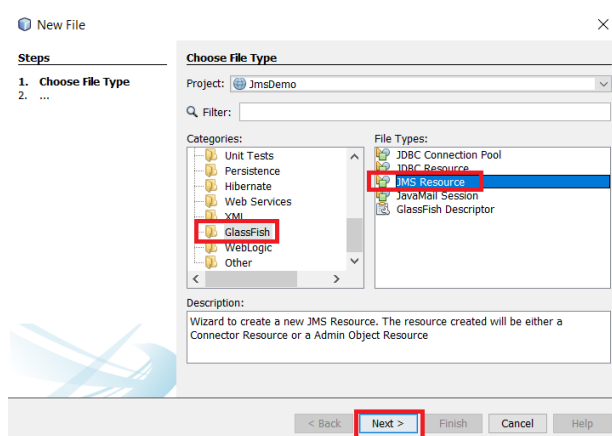 New File
Steps
1. Choose File Type
2. ...
Choose File Type
Project: JmsDemo
Filter:
Categories:
Unit Tests
Persistence
Hibernate
Web Services
XML
GlassFish
WebLogic
Other
File Types:
JDBC Connection Pool
JDBC Resource
JMS Resource
JavaMail Session
GlassFish Descriptor
Description:
Wizard to create a new JMS Resource. The resource created will be either a
Connector Resource or a Admin Object Resource
< Back Next > Finish Cancel Help